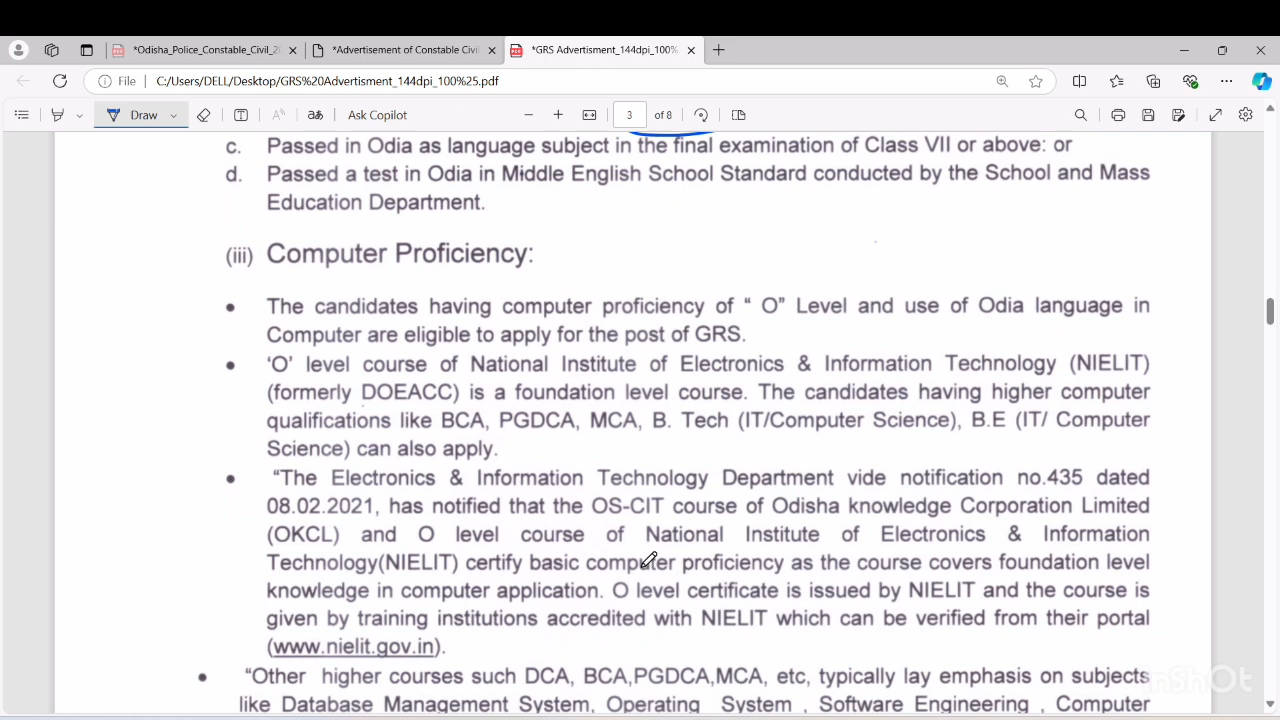 *Odisha_Police_Constable_Civil_2
*Advertisement of Constable Civil
*GRS Advertisment_144dpi_100%
File C:/Users/DELL/Desktop/GRS%20Advertisment_144dpi_100%25.pdf
Draw Ask Copilot 3 of 8
c. Passed in Odia as language subject in the final examination of Class VII or above: or
d. Passed a test in Odia in Middle English School Standard conducted by the School and Mass
Education Department.
(iii) Computer Proficiency:
• The candidates having computer proficiency of “ O” Level and use of Odia language in
Computer are eligible to apply for the post of GRS.
• ‘O’ level course of National Institute of Electronics & Information Technology (NIELIT)
(formerly DOEACC) is a foundation level course. The candidates having higher computer
qualifications like BCA, PGDCA, MCA, B. Tech (IT/Computer Science), B.E (IT/ Computer
Science) can also apply.
• “The Electronics & Information Technology Department vide notification no.435 dated
08.02.2021, has notified that the OS-CIT course of Odisha knowledge Corporation Limited
(OKCL) and O level course of National Institute of Electronics & Information
Technology(NIELIT) certify basic computer proficiency as the course covers foundation level
knowledge in computer application. O level certificate is issued by NIELIT and the course is
given by training institutions accredited with NIELIT which can be verified from their portal
(www.nielit.gov.in).
• “Other higher courses such DCA, BCA,PGDCA,MCA, etc, typically lay emphasis on subjects
like Database Management System, Operating System , Software Engineering , Computer
InShOt